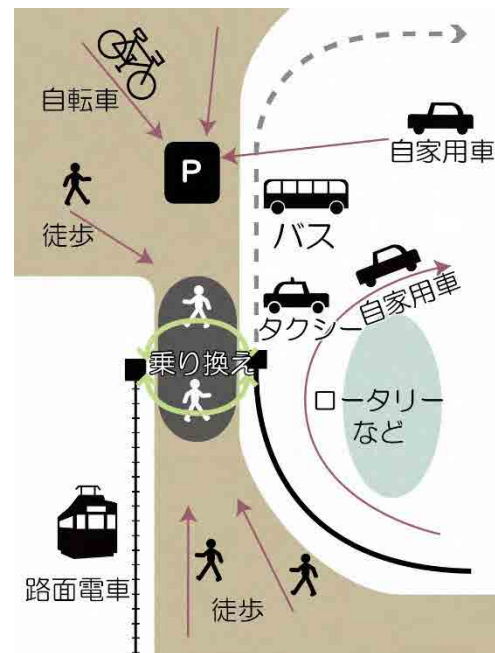 自転車
P
自家用車
徒歩
バス
自家用車
タクシー
乗り換え
ロータリー
など
路面電車
徒歩